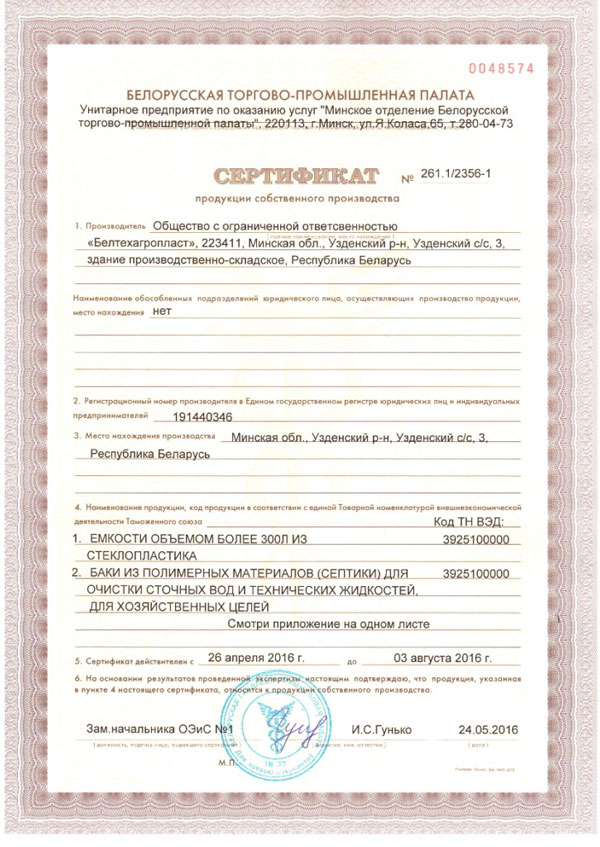 0048574
БЕЛОРУССКАЯ ТОРГОВО-ПРОМЫШЛЕННАЯ ПАЛАТА
Унитарное предприятие по оказанию услуг "Минское отделение Белорусской
торгово-промышленной палаты", 220113, г.Минск, ул.Я.Коласа,65, т.280-04-73
СЕРТИФИКАТ № 261.1/2356-1
продукции собственного производства
1. Производитель Общество с ограниченной ответсвенностью
(полное наименование, место нахождения)
«Белтехагропласт», 223411, Минская обл., Узденский р-н, Узденский с/с, 3,
здание производственно-складское, Республика Беларусь
Наименования обособленных подразделений юридического лица, осуществляющих производство продукции,
место нахождения нет
2. Регистрационный номер производителя в Едином государственном регистре юридических лиц и индивидуальных
предпринимателей 191440346
3. Место нахождения производства Минская обл., Узденский р-н, Узденский с/с, 3,
Республика Беларусь
4. Наименование продукции, код продукции в соответствии с единой Товарной номенклатурой внешнеэкономической
деятельности Таможенного союза Код ТН ВЭД:
1. ЕМКОСТИ ОБЪЕМОМ БОЛЕЕ 300Л ИЗ 3925100000
СТЕКЛОПЛАСТИКА
2. БАКИ ИЗ ПОЛИМЕРНЫХ МАТЕРИАЛОВ (СЕПТИКИ) ДЛЯ 3925100000
ОЧИСТКИ СТОЧНЫХ ВОД И ТЕХНИЧЕСКИХ ЖИДКОСТЕЙ,
ДЛЯ ХОЗЯЙСТВЕННЫХ ЦЕЛЕЙ
Смотри приложение на одном листе
5. Сертификат действителен с 26 апреля 2016 г. до 03 августа 2016 г.
6. На основании результатов проведенной экспертизы настоящим подтверждаю, что продукция, указанная
в пункте 4 настоящего сертификата, относится к продукции собственного производства.
Зам.начальника ОЭиС №1 И.С.Гунько 24.05.2016
(должность, подпись лица, выдавшего сертификат) (фамилия, имя, отчество) (дата)
М.П.